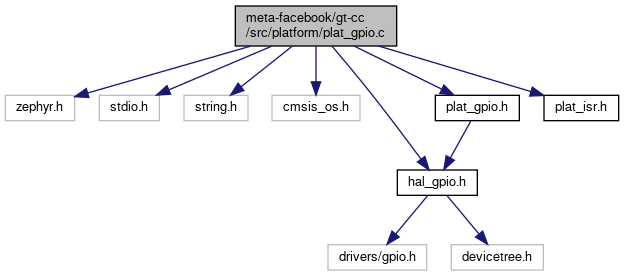 meta-facebook/gt-cc
/src/platform/plat_gpio.c
zephyr.h
stdio.h
string.h
cmsis_os.h
plat_gpio.h
plat_isr.h
hal_gpio.h
drivers/gpio.h
devicetree.h